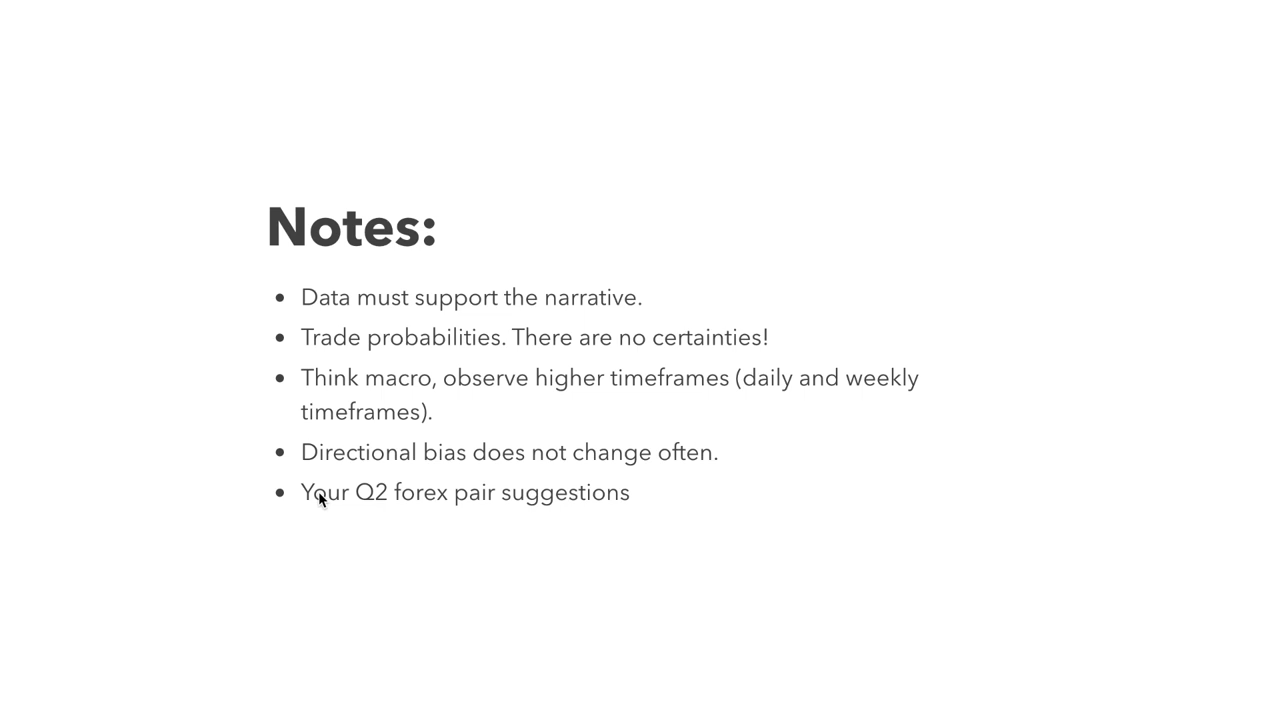 Notes:
• Data must support the narrative.
• Trade probabilities. There are no certainties!
• Think macro, observe higher timeframes (daily and weekly
timeframes).
• Directional bias does not change often.
• Your Q2 forex pair suggestions